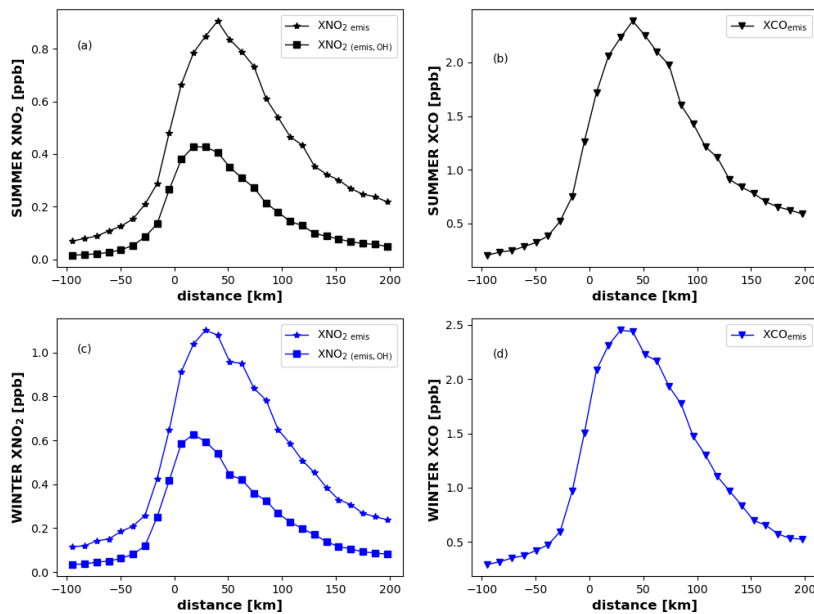 (a)
XNO₂ emis
XNO₂ (emis, OH)
SUMMER XNO₂ [ppb]
0.8
0.6
0.4
0.2
0.0
−100 −50 0 50 100 150 200
distance [km]
(b)
XCOemis
SUMMER XCO [ppb]
2.0
1.5
1.0
0.5
−100 −50 0 50 100 150 200
distance [km]
(c)
XNO₂ emis
XNO₂ (emis, OH)
WINTER XNO₂ [ppb]
1.0
0.8
0.6
0.4
0.2
0.0
−100 −50 0 50 100 150 200
distance [km]
(d)
XCOemis
WINTER XCO [ppb]
2.5
2.0
1.5
1.0
0.5
−100 −50 0 50 100 150 200
distance [km]